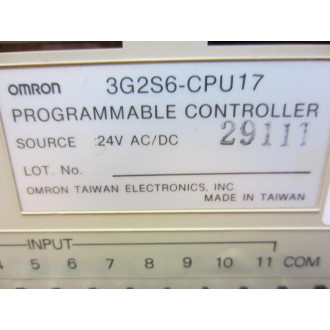 OMRON 3G2S6-CPU17
PROGRAMMABLE CONTROLLER
SOURCE :24V AC/DC 29111
LOT. No.
OMRON TAIWAN ELECTRONICS, INC.
MADE IN TAIWAN
INPUT
4 5 6 7 8 9 10 11 COM